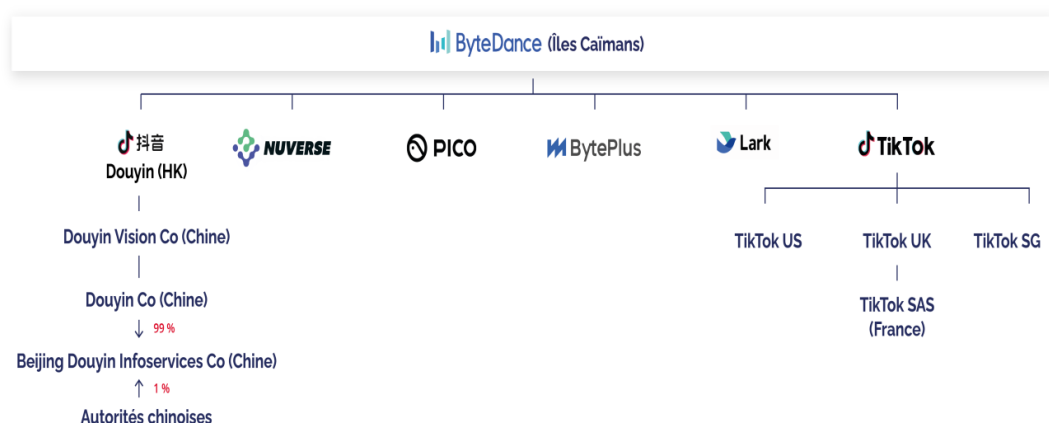 ByteDance (Îles Caïmans)
抖音
Douyin (HK)
NUVERSE
PICO
BytePlus
Lark
TikTok
Douyin Vision Co (Chine)
TikTok US
TikTok UK
TikTok SG
Douyin Co (Chine)
TikTok SAS
(France)
99 %
Beijing Douyin Infoservices Co (Chine)
1 %
Autorités chinoises